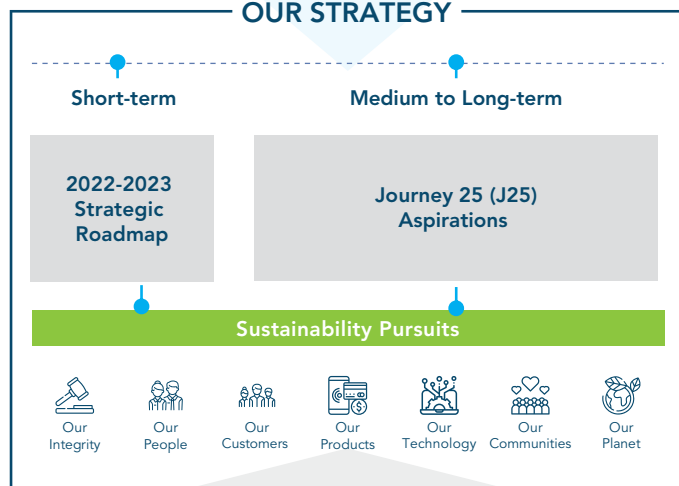 OUR STRATEGY
Short-term
Medium to Long-term
2022-2023
Strategic
Roadmap
Journey 25 (J25)
Aspirations
Sustainability Pursuits
Our
Integrity
Our
People
Our
Customers
Our
Products
Our
Technology
Our
Communities
Our
Planet